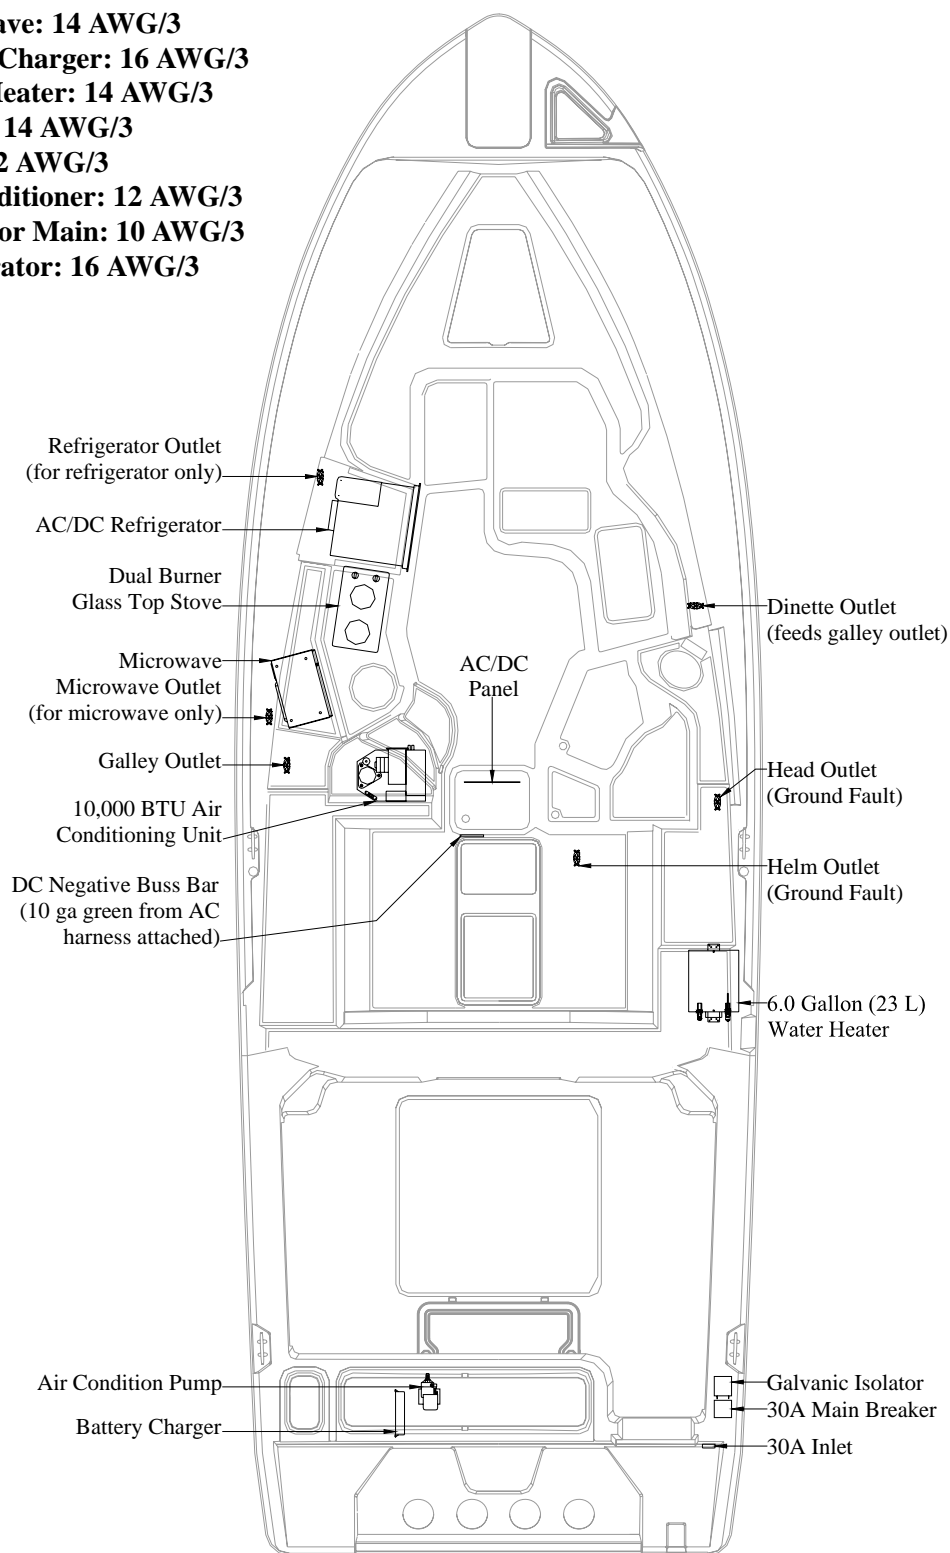 ave: 14 AWG/3
Charger: 16 AWG/3
eater: 14 AWG/3
14 AWG/3
2 AWG/3
ditioner: 12 AWG/3
or Main: 10 AWG/3
rator: 16 AWG/3
Refrigerator Outlet
(for refrigerator only)
AC/DC Refrigerator
Dual Burner
Glass Top Stove
Microwave
Microwave Outlet
(for microwave only)
Galley Outlet
10,000 BTU Air
Conditioning Unit
DC Negative Buss Bar
(10 ga green from AC
harness attached)
AC/DC
Panel
Dinette Outlet
(feeds galley outlet)
Head Outlet
(Ground Fault)
Helm Outlet
(Ground Fault)
6.0 Gallon (23 L)
Water Heater
Air Condition Pump
Battery Charger
Galvanic Isolator
30A Main Breaker
30A Inlet